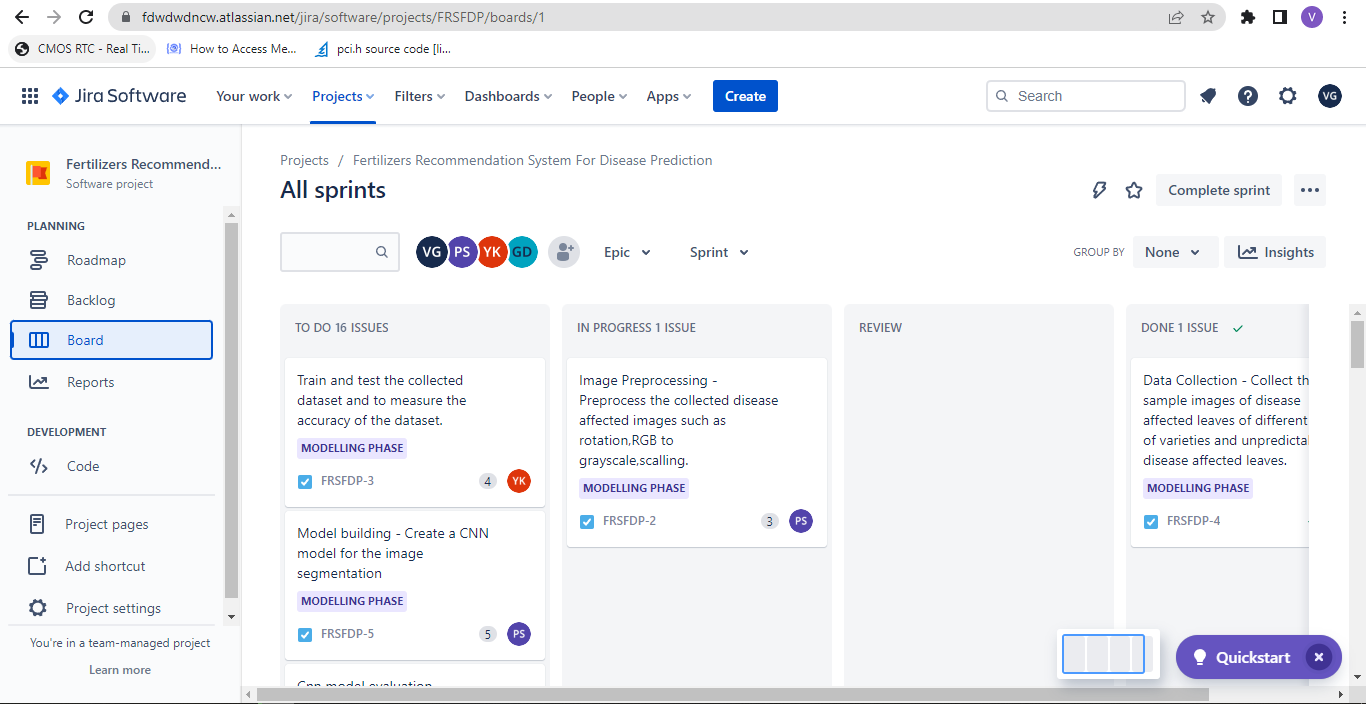 fdwdwdncw.atlassian.net/jira/software/projects/FRSFDP/boards/1
V
CMOS RTC - Real Ti...
How to Access Me...
pci.h source code [li...
Jira Software
Your work
Projects
Filters
Dashboards
People
Apps
Create
Search
VG
Fertilizers Recommend...
Software project
PLANNING
Roadmap
Backlog
Board
Reports
DEVELOPMENT
Code
Project pages
Add shortcut
Project settings
You're in a team-managed project
Learn more
Projects / Fertilizers Recommendation System For Disease Prediction
All sprints
Complete sprint
VG PS YK GD
Epic
Sprint
GROUP BY
None
Insights
TO DO 16 ISSUES
Train and test the collected
dataset and to measure the
accuracy of the dataset.
MODELLING PHASE
FRSFDP-3
4
YK
Model building - Create a CNN
model for the image
segmentation
MODELLING PHASE
FRSFDP-5
5
PS
Cnn model evaluation
IN PROGRESS 1 ISSUE
Image Preprocessing -
Preprocess the collected disease
affected images such as
rotation,RGB to
grayscale,scalling.
MODELLING PHASE
FRSFDP-2
3
PS
REVIEW
DONE 1 ISSUE
Data Collection - Collect th
sample images of disease
affected leaves of different
of varieties and unpredicta
disease affected leaves.
MODELLING PHASE
FRSFDP-4
Quickstart